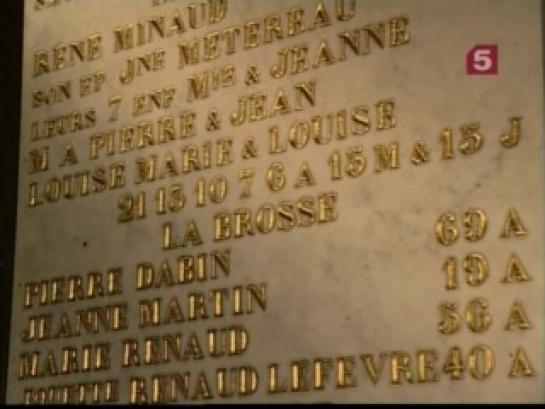 RENE MINAUD
SON EP JNE METEREAU
LEURS 7 ENF MIE & JEANNE
M A PIERRE & JEAN
LOUISE MARIE & LOUISE
21 13 10 7 6 A 15 M & 15 J
LA BROSSE
PIERRE DABIN 69 A
JEANNE MARTIN 19 A
MARIE RENAUD 56 A
RENAUD LEFEVRE 40 A
5